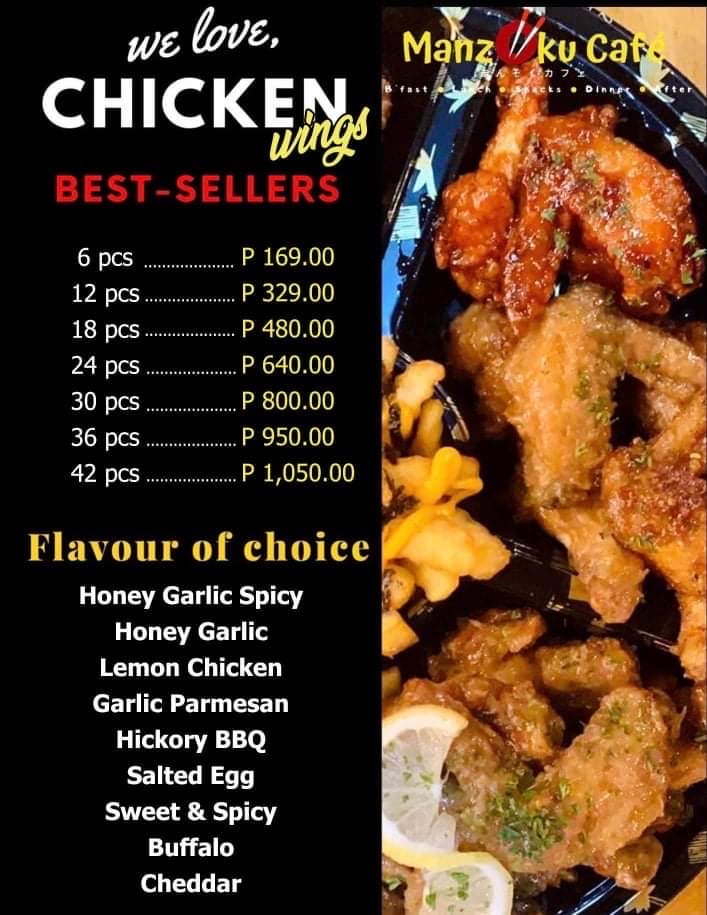 we love,
CHICKEN
wings
BEST-SELLERS
6 pcs .................... P 169.00
12 pcs .................... P 329.00
18 pcs .................... P 480.00
24 pcs .................... P 640.00
30 pcs .................... P 800.00
36 pcs .................... P 950.00
42 pcs .................... P 1,050.00
Flavour of choice
Honey Garlic Spicy
Honey Garlic
Lemon Chicken
Garlic Parmesan
Hickory BBQ
Salted Egg
Sweet & Spicy
Buffalo
Cheddar
Manzoku Café
まんぞくカフェ
B'fast • Lunch • Snacks • Dinner • After